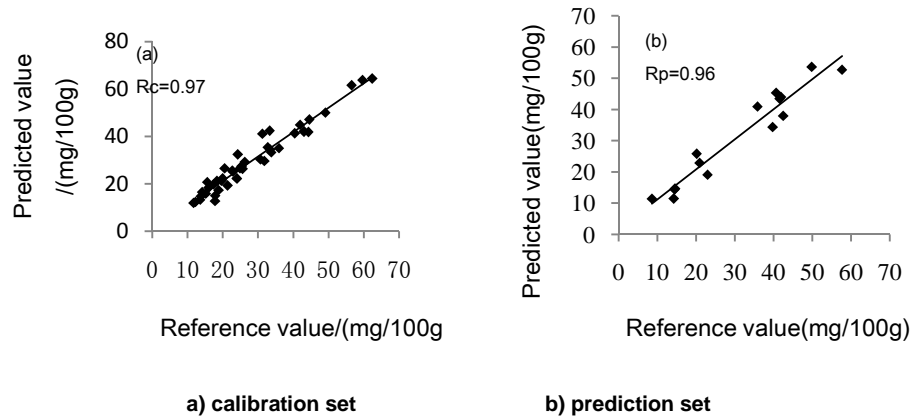 80
60
40
20
0
(a)
Rc=0.97
0 10 20 30 40 50 60 70
Predicted value
/(mg/100g)
Reference value/(mg/100g
a) calibration set
70
60
50
40
30
20
10
0
(b)
Rp=0.96
0 10 20 30 40 50 60 70
Predicted value(mg/100g)
Reference value(mg/100g)
b) prediction set